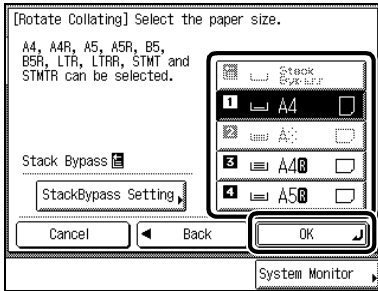 [Rotate Collating] Select the paper size.
A4, A4R, A5, A5R, B5,
B5R, LTR, LTRR, STMT and
STMTR can be selected.
Stack
Bypass
1 A4
2 A3
3 A4R
4 A5R
Stack Bypass
StackBypass Setting
Cancel
Back
OK
System Monitor